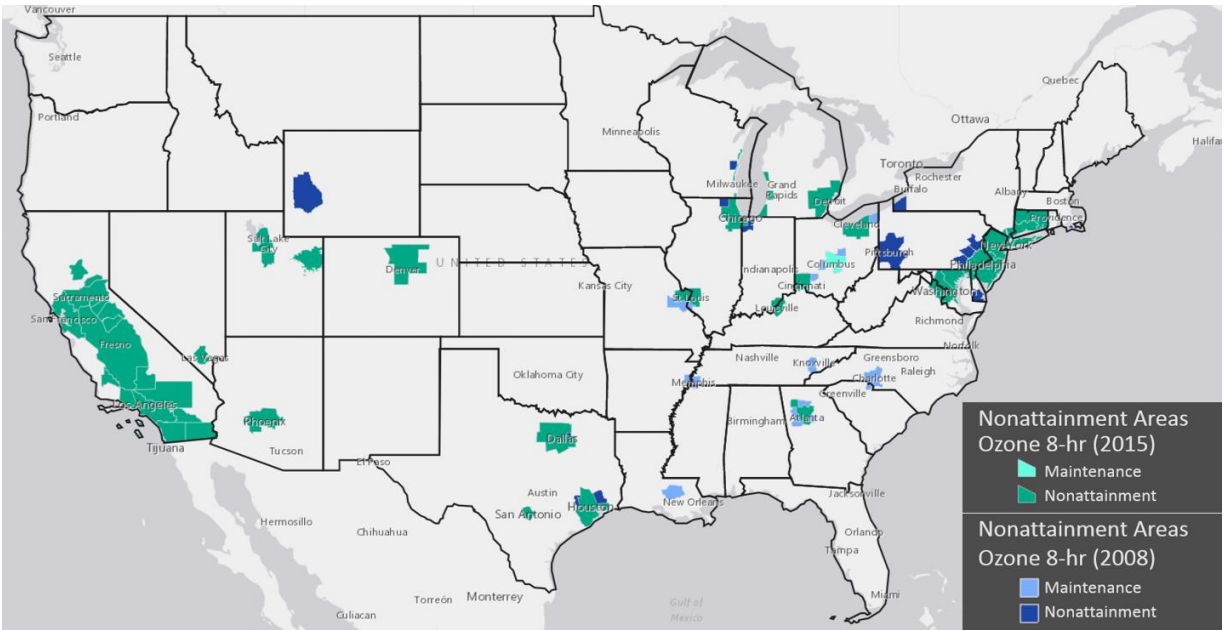 Vancouver
Seattle
Portland
Quebec
Ottawa
Halifa
Minneapolis
Toronto
Rochester
Buffalo
Albany
Boston
Milwaukee
Grand
Rapids
Detroit
Providence
Chicago
Cleveland
New York
Salt Lake
City
Denver
UNITED STATES
Pittsburgh
Philadelphia
Indianapolis
Columbus
Cincinnati
Washington
Kansas City
St Louis
Louisville
Sacramento
San Francisco
Fresno
Richmond
Norfolk
Las Vegas
Nashville
Knoxville
Greensboro
Raleigh
Oklahoma City
Memphis
Charlotte
Greenville
Los Angeles
Phoenix
Birmingham
Atlanta
Tijuana
Tucson
Dallas
El Paso
Austin
San Antonio
Houston
New Orleans
Jacksonville
Hermosillo
Chihuahua
Orlando
Tampa
Miami
Monterrey
Torreón
Culiacan
Gulf of
Mexico
Nonattainment Areas
Ozone 8-hr (2015)
Maintenance
Nonattainment
Nonattainment Areas
Ozone 8-hr (2008)
Maintenance
Nonattainment